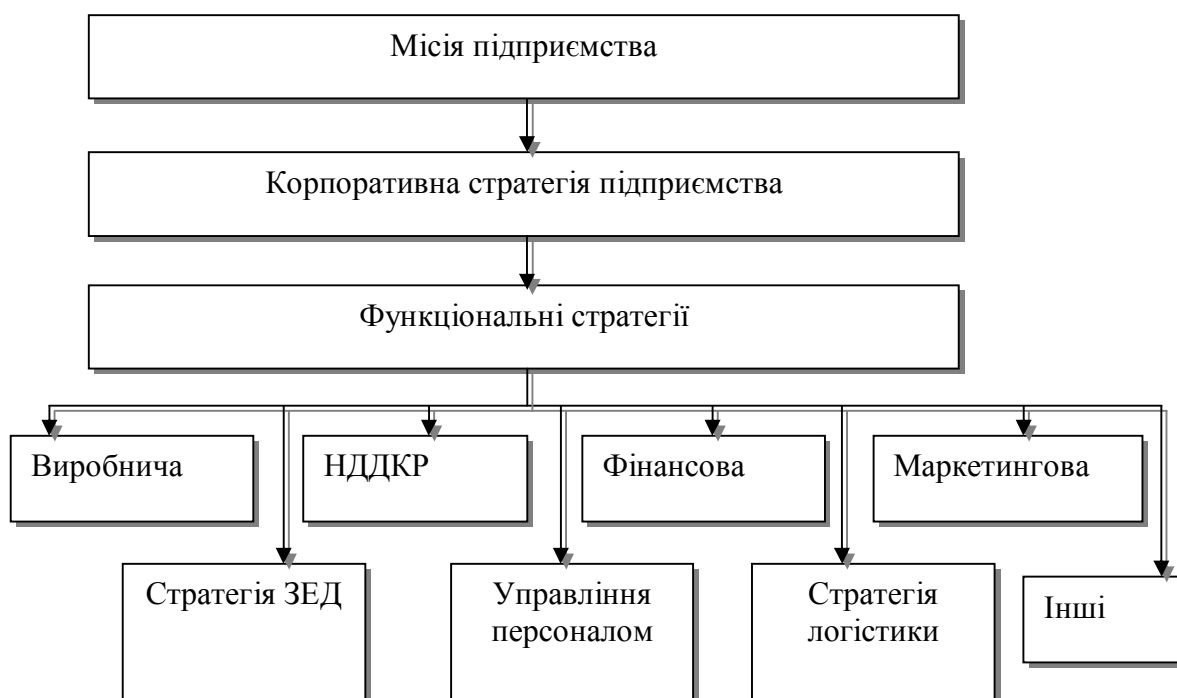 Місія підприємства
Корпоративна стратегія підприємства
Функціональні стратегії
Виробнича
НДДКР
Фінансова
Маркетингова
Стратегія ЗЕД
Управління
персоналом
Стратегія
логістики
Інші